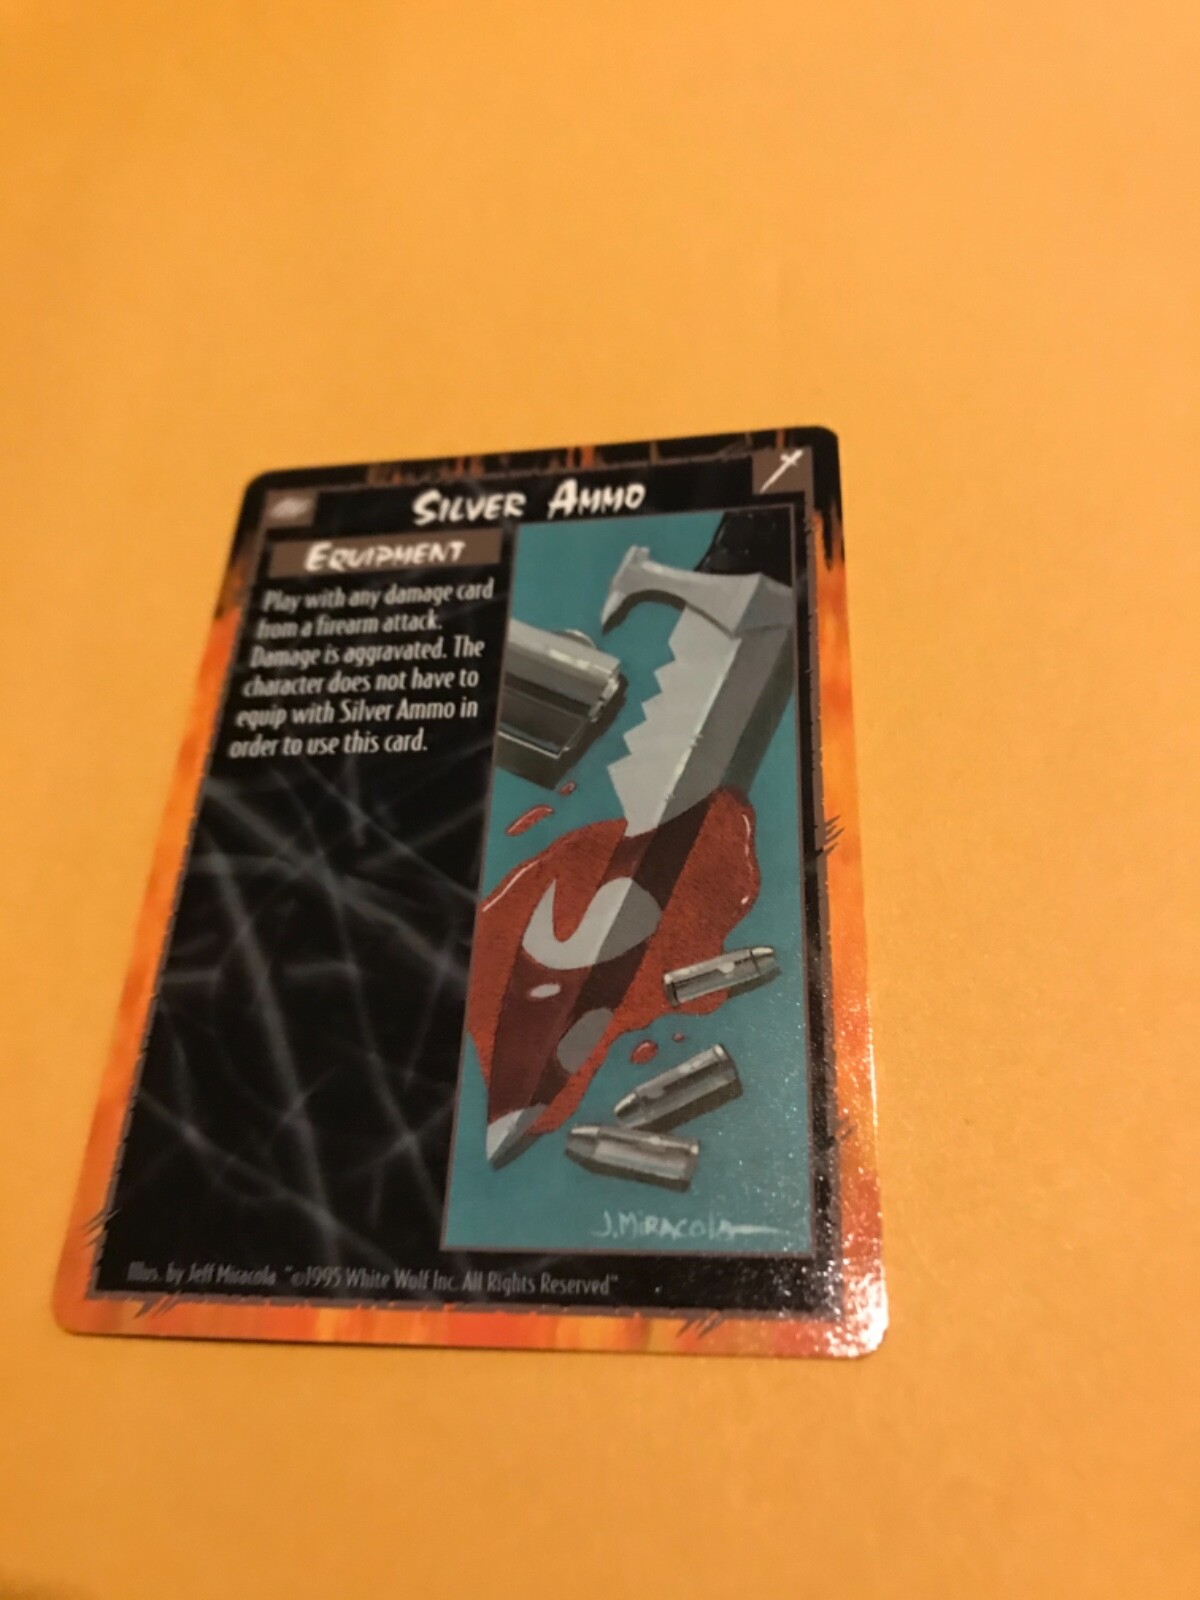 Silver Ammo
Equipment
Play with any damage card
from a firearm attack.
Damage is aggravated. The
character does not have to
equip with Silver Ammo in
order to use this card.
J. Miracola
Illus. by Jeff Miracola "©1995 White Wolf Inc. All Rights Reserved"